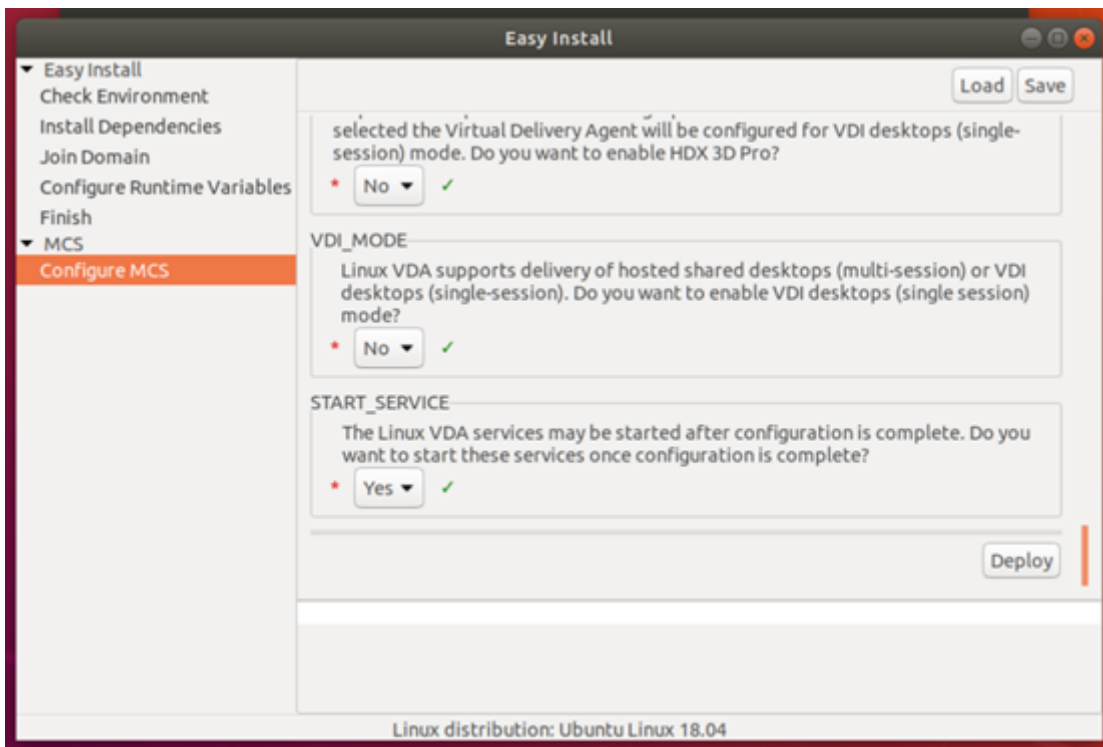 Easy Install
Easy Install
Check Environment
Install Dependencies
Join Domain
Configure Runtime Variables
Finish
MCS
Configure MCS
Load Save
selected the Virtual Delivery Agent will be configured for VDI desktops (single-
session) mode. Do you want to enable HDX 3D Pro?
* No ✓
VDI_MODE
Linux VDA supports delivery of hosted shared desktops (multi-session) or VDI
desktops (single-session). Do you want to enable VDI desktops (single session)
mode?
* No ✓
START_SERVICE
The Linux VDA services may be started after configuration is complete. Do you
want to start these services once configuration is complete?
* Yes ✓
Deploy
Linux distribution: Ubuntu Linux 18.04